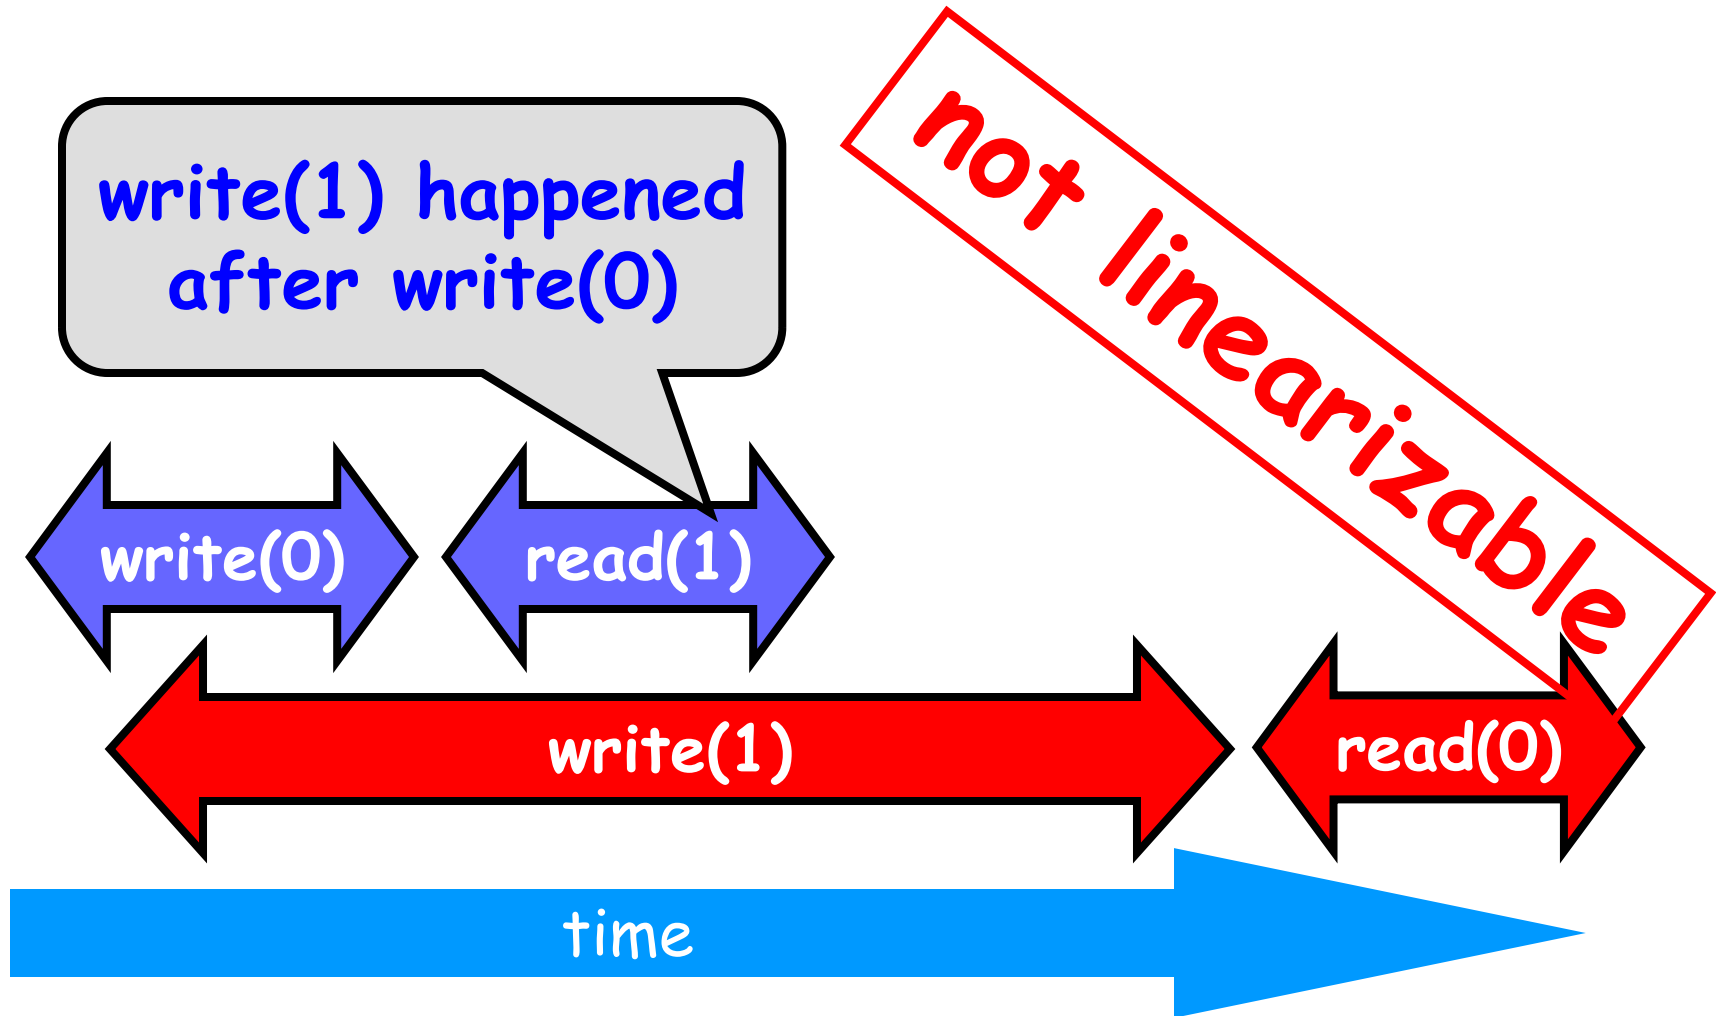 not linearizable
write(1) happened
after write(0)
write(0)
read(1)
write(1)
read(0)
time